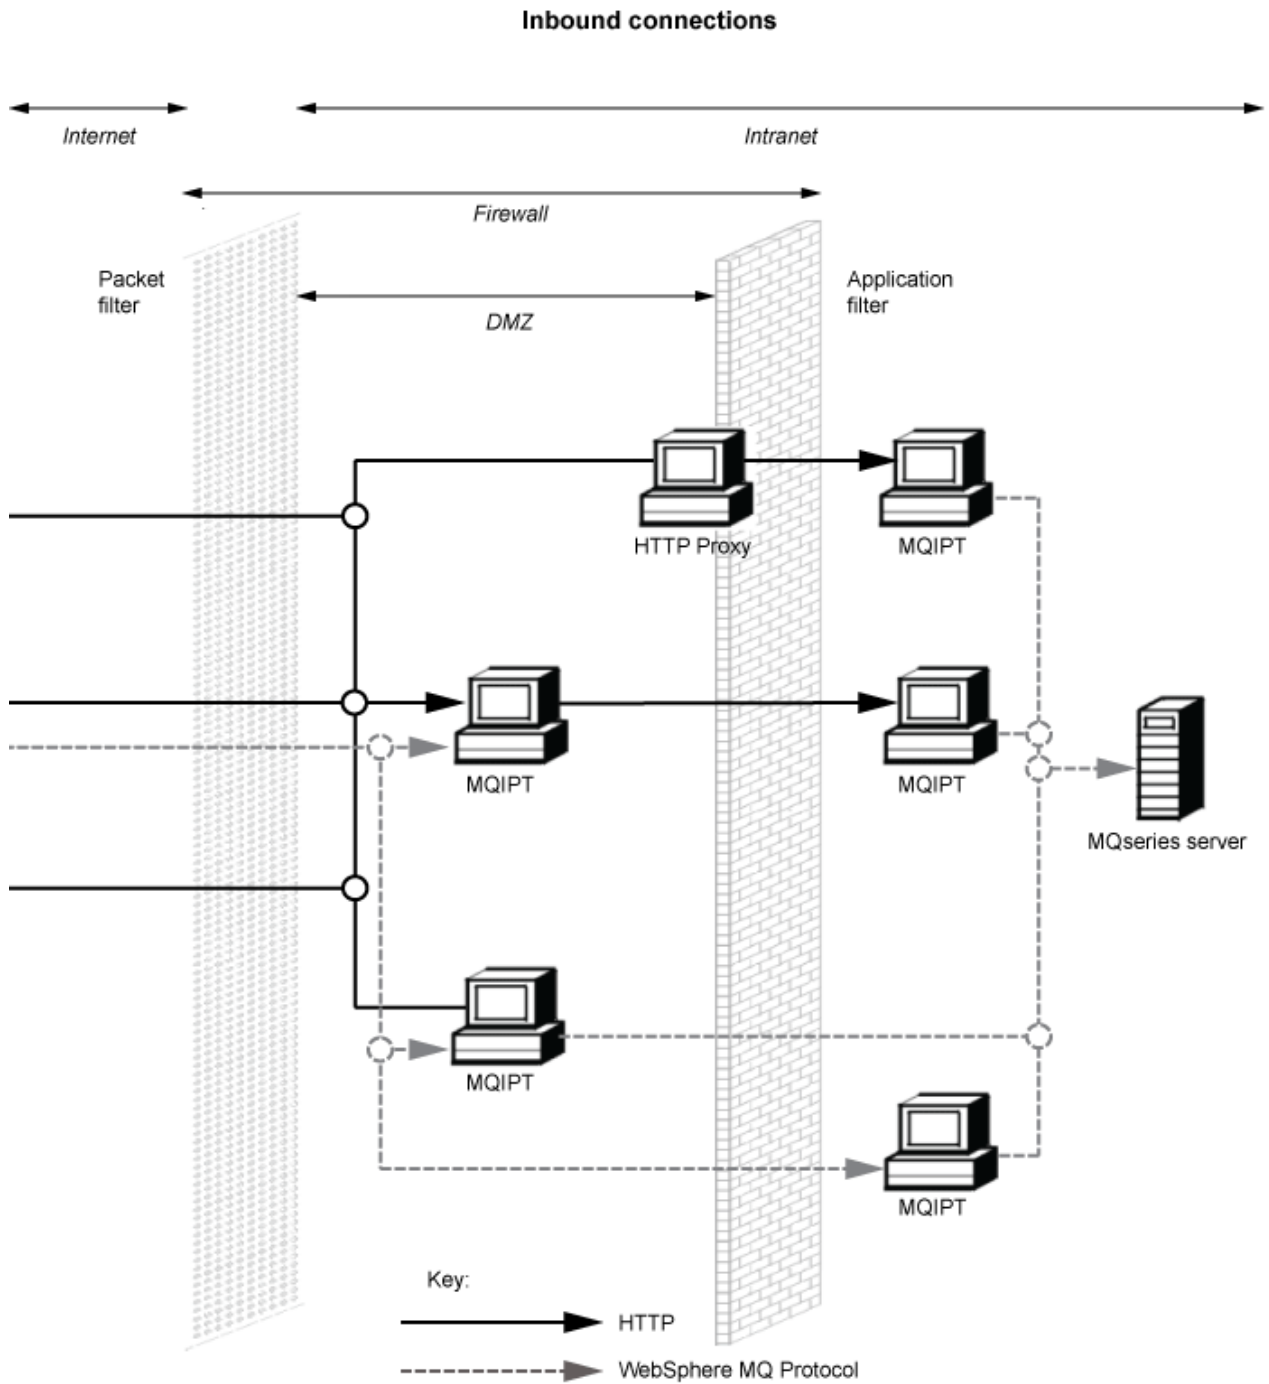 Inbound connections
Internet
Intranet
Firewall
Packet
filter
Application
filter
DMZ
HTTP Proxy
MQIPT
MQIPT
MQIPT
MQseries server
MQIPT
MQIPT
Key:
HTTP
WebSphere MQ Protocol